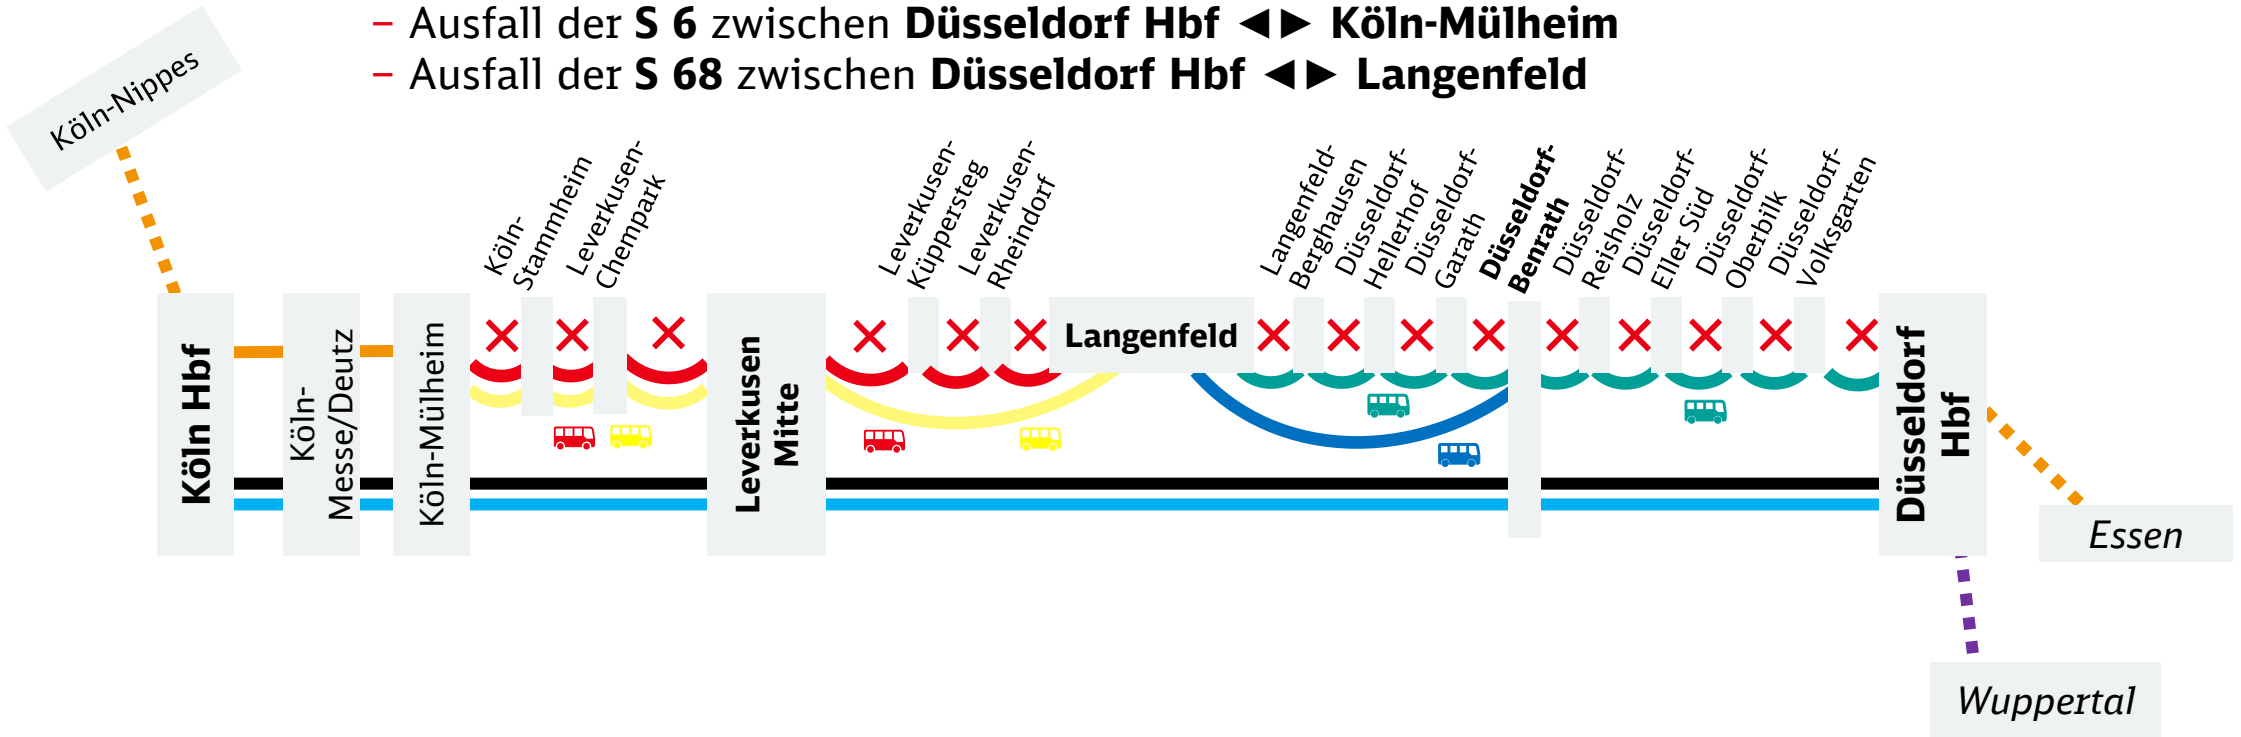 – Ausfall der S 6 zwischen Düsseldorf Hbf ◄► Köln-Mülheim
– Ausfall der S 68 zwischen Düsseldorf Hbf ◄► Langenfeld
Köln-Nippes
Köln-
Stammheim
Leverkusen-
Chempark
Leverkusen-
Küppersteg
Leverkusen-
Rheindorf
Langenfeld-
Berghausen
Düsseldorf-
Hellerhof
Düsseldorf-
Garath
Düsseldorf-
Benrath
Düsseldorf-
Reisholz
Düsseldorf-
Eller Süd
Düsseldorf-
Oberbilk
Düsseldorf-
Volksgarten
Köln Hbf
Köln-
Messe/Deutz
Köln-Mülheim
Leverkusen
Mitte
Langenfeld
Düsseldorf
Hbf
Essen
Wuppertal